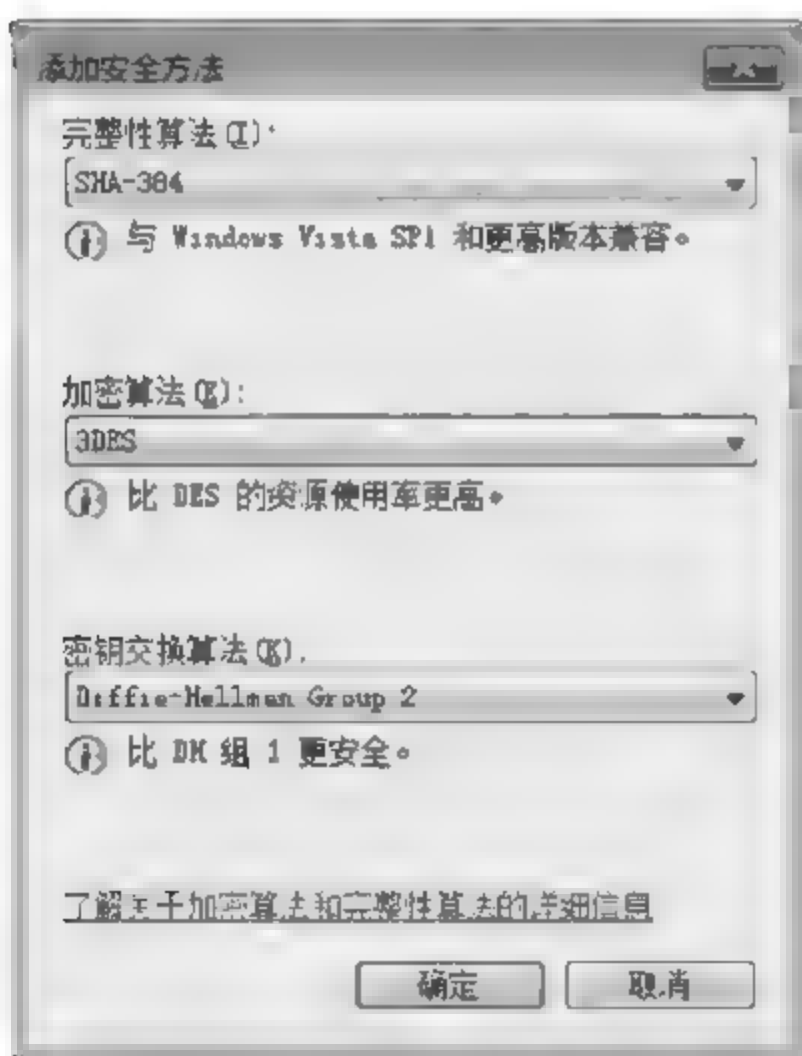 添加安全方法
完整性算法(I):
SHA-384
与 Windows Vista SP1 和更高版本兼容。
加密算法(E):
3DES
比 DES 的资源使用率更高。
密钥交换算法(K):
Diffie-Hellman Group 2
比 DH 组 1 更安全。
了解关于加密算法和完整性算法的详细信息
确定
取消